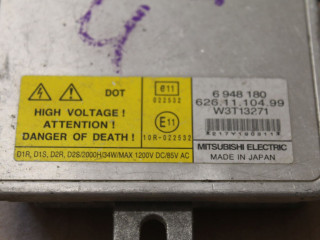 DOT
HIGH VOLTAGE !
ATTENTION !
DANGER OF DEATH !
D1R, D1S, D2R, D2S/2000H/34W/MAX 1200V DC/85V AC
e11
022532
E11
10R-022532
6 948 180
626.11.104.99
W3T13271
MITSUBISHI ELECTRIC
MADE IN JAPAN